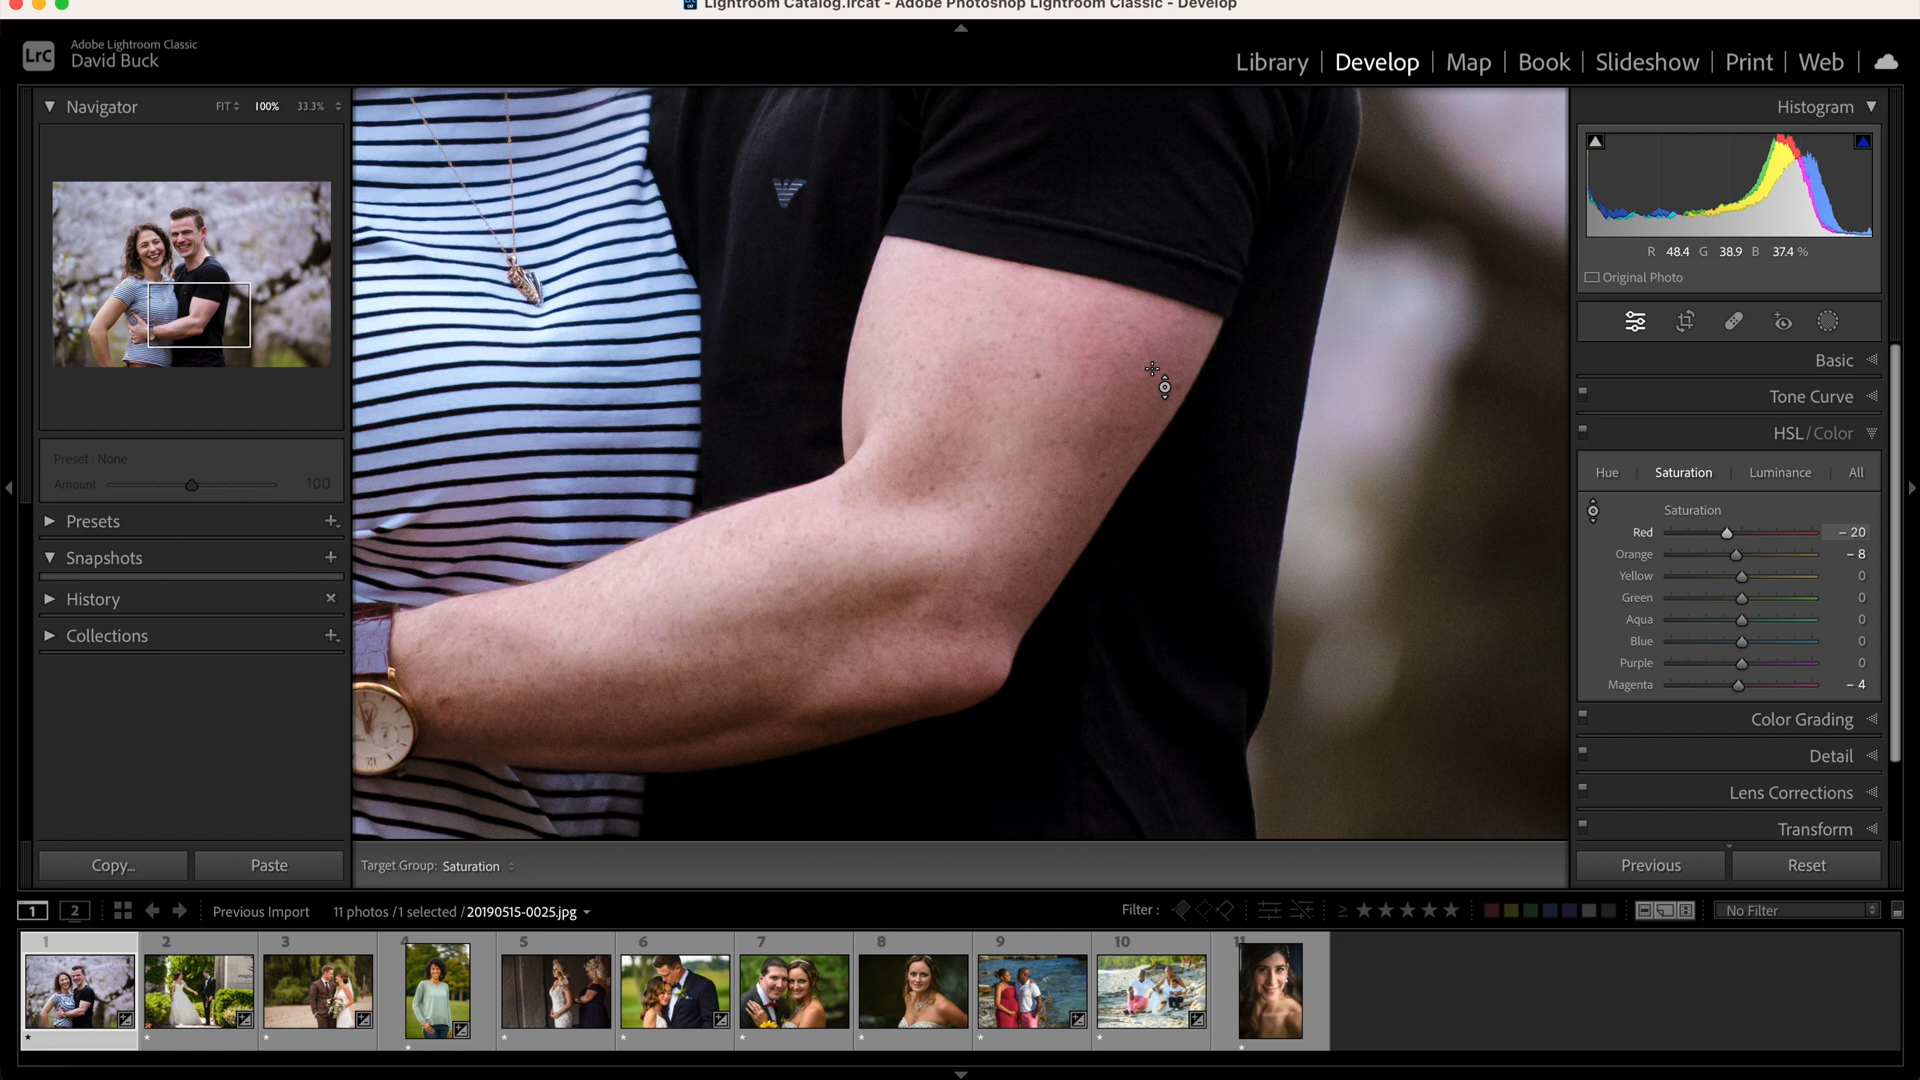 Lightroom Catalog.lrcat - Adobe Photoshop Lightroom Classic - Develop
LrC
Adobe Lightroom Classic
David Buck
Library | Develop | Map | Book | Slideshow | Print | Web
Navigator FIT 100% 33.3%
Preset : None
Amount 100
Presets
Snapshots
History
Collections
Copy... Paste
Target Group: Saturation
Histogram
R 48.4 G 38.9 B 37.4 %
Original Photo
Basic
Tone Curve
HSL / Color
Hue Saturation Luminance All
Saturation
Red - 20
Orange - 8
Yellow 0
Green 0
Aqua 0
Blue 0
Purple 0
Magenta - 4
Color Grading
Detail
Lens Corrections
Transform
Previous Reset
1 2 Previous Import 11 photos / 1 selected / 20190515-0025.jpg Filter : No Filter
1 2 3 4 5 6 7 8 9 10 11